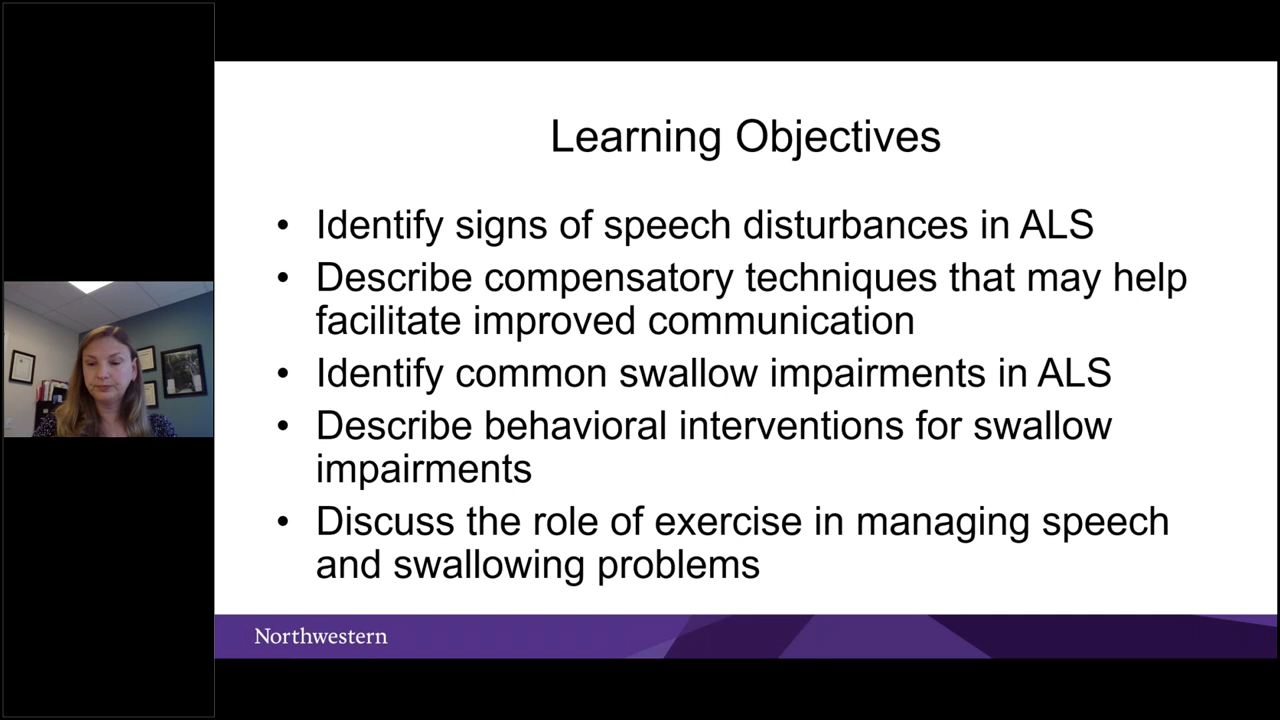 Learning Objectives
• Identify signs of speech disturbances in ALS
• Describe compensatory techniques that may help
facilitate improved communication
• Identify common swallow impairments in ALS
• Describe behavioral interventions for swallow
impairments
• Discuss the role of exercise in managing speech
and swallowing problems
Northwestern